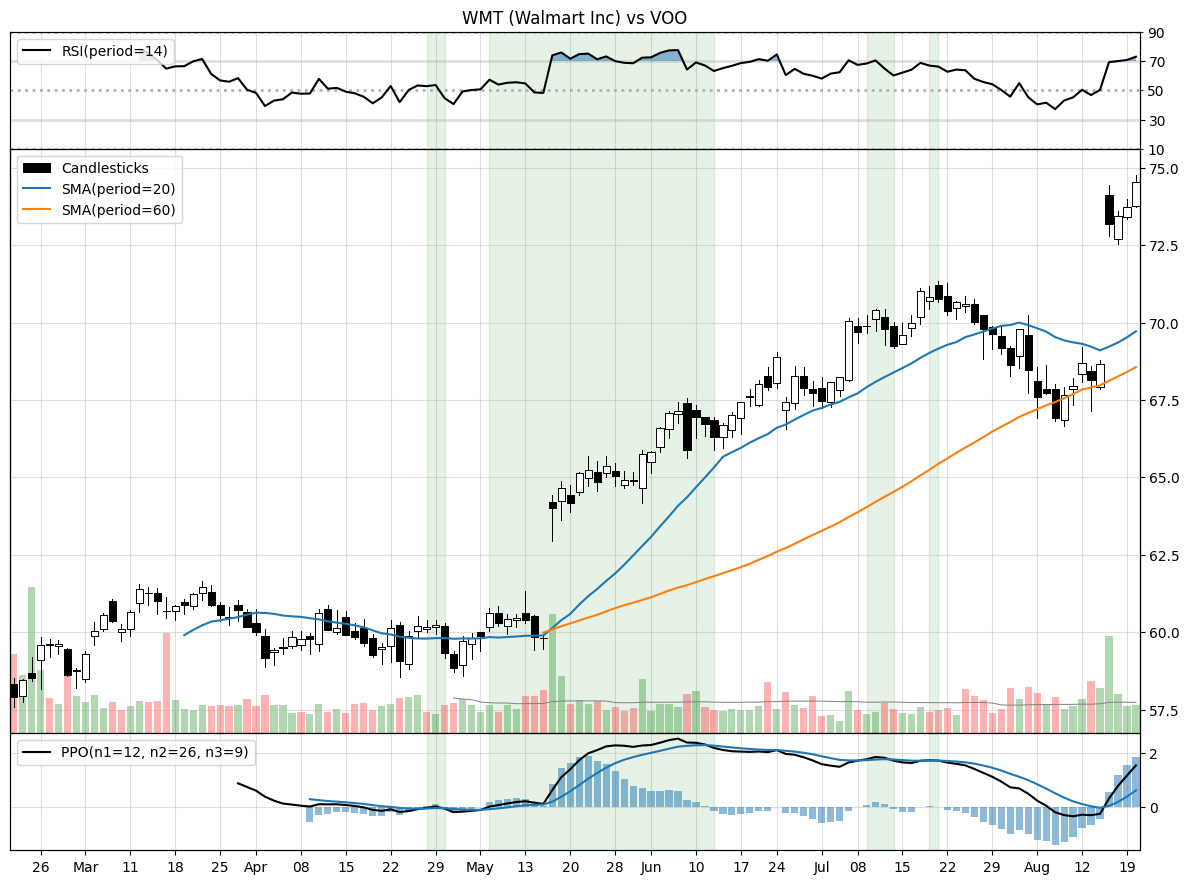 WMT (Walmart Inc) vs VOO
RSI(period=14)
90
70
50
30
10
Candlesticks
SMA(period=20)
SMA(period=60)
75.0
72.5
70.0
67.5
65.0
62.5
60.0
57.5
PPO(n1=12, n2=26, n3=9)
2
0
26 Mar 11 18 25 Apr 08 15 22 29 May 13 20 28 Jun 10 17 24 Jul 08 15 22 29 Aug 12 19